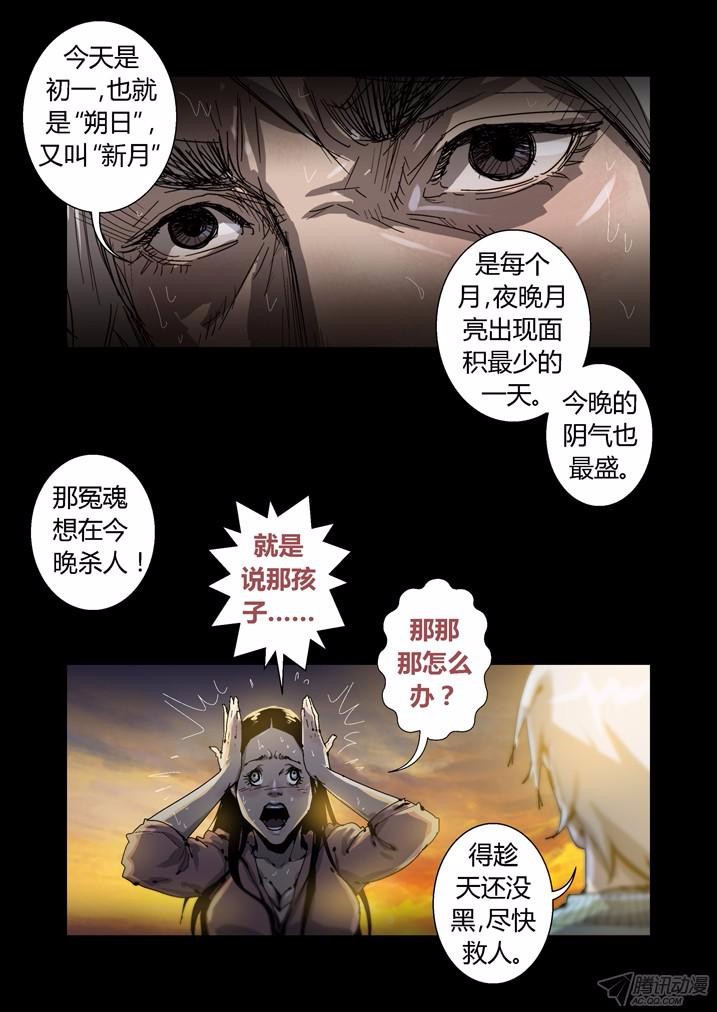 今天是
初一,也就
是“朔日”,
又叫“新月”
是每个
月,夜晚月
亮出现面
积最少的
一天。
今晚的
阴气也
最盛。
那冤魂
想在今
晚杀人！
就是
说那孩
子……
那那
那怎么
办？
得趁
天还没
黑,尽快
救人。
腾讯动漫